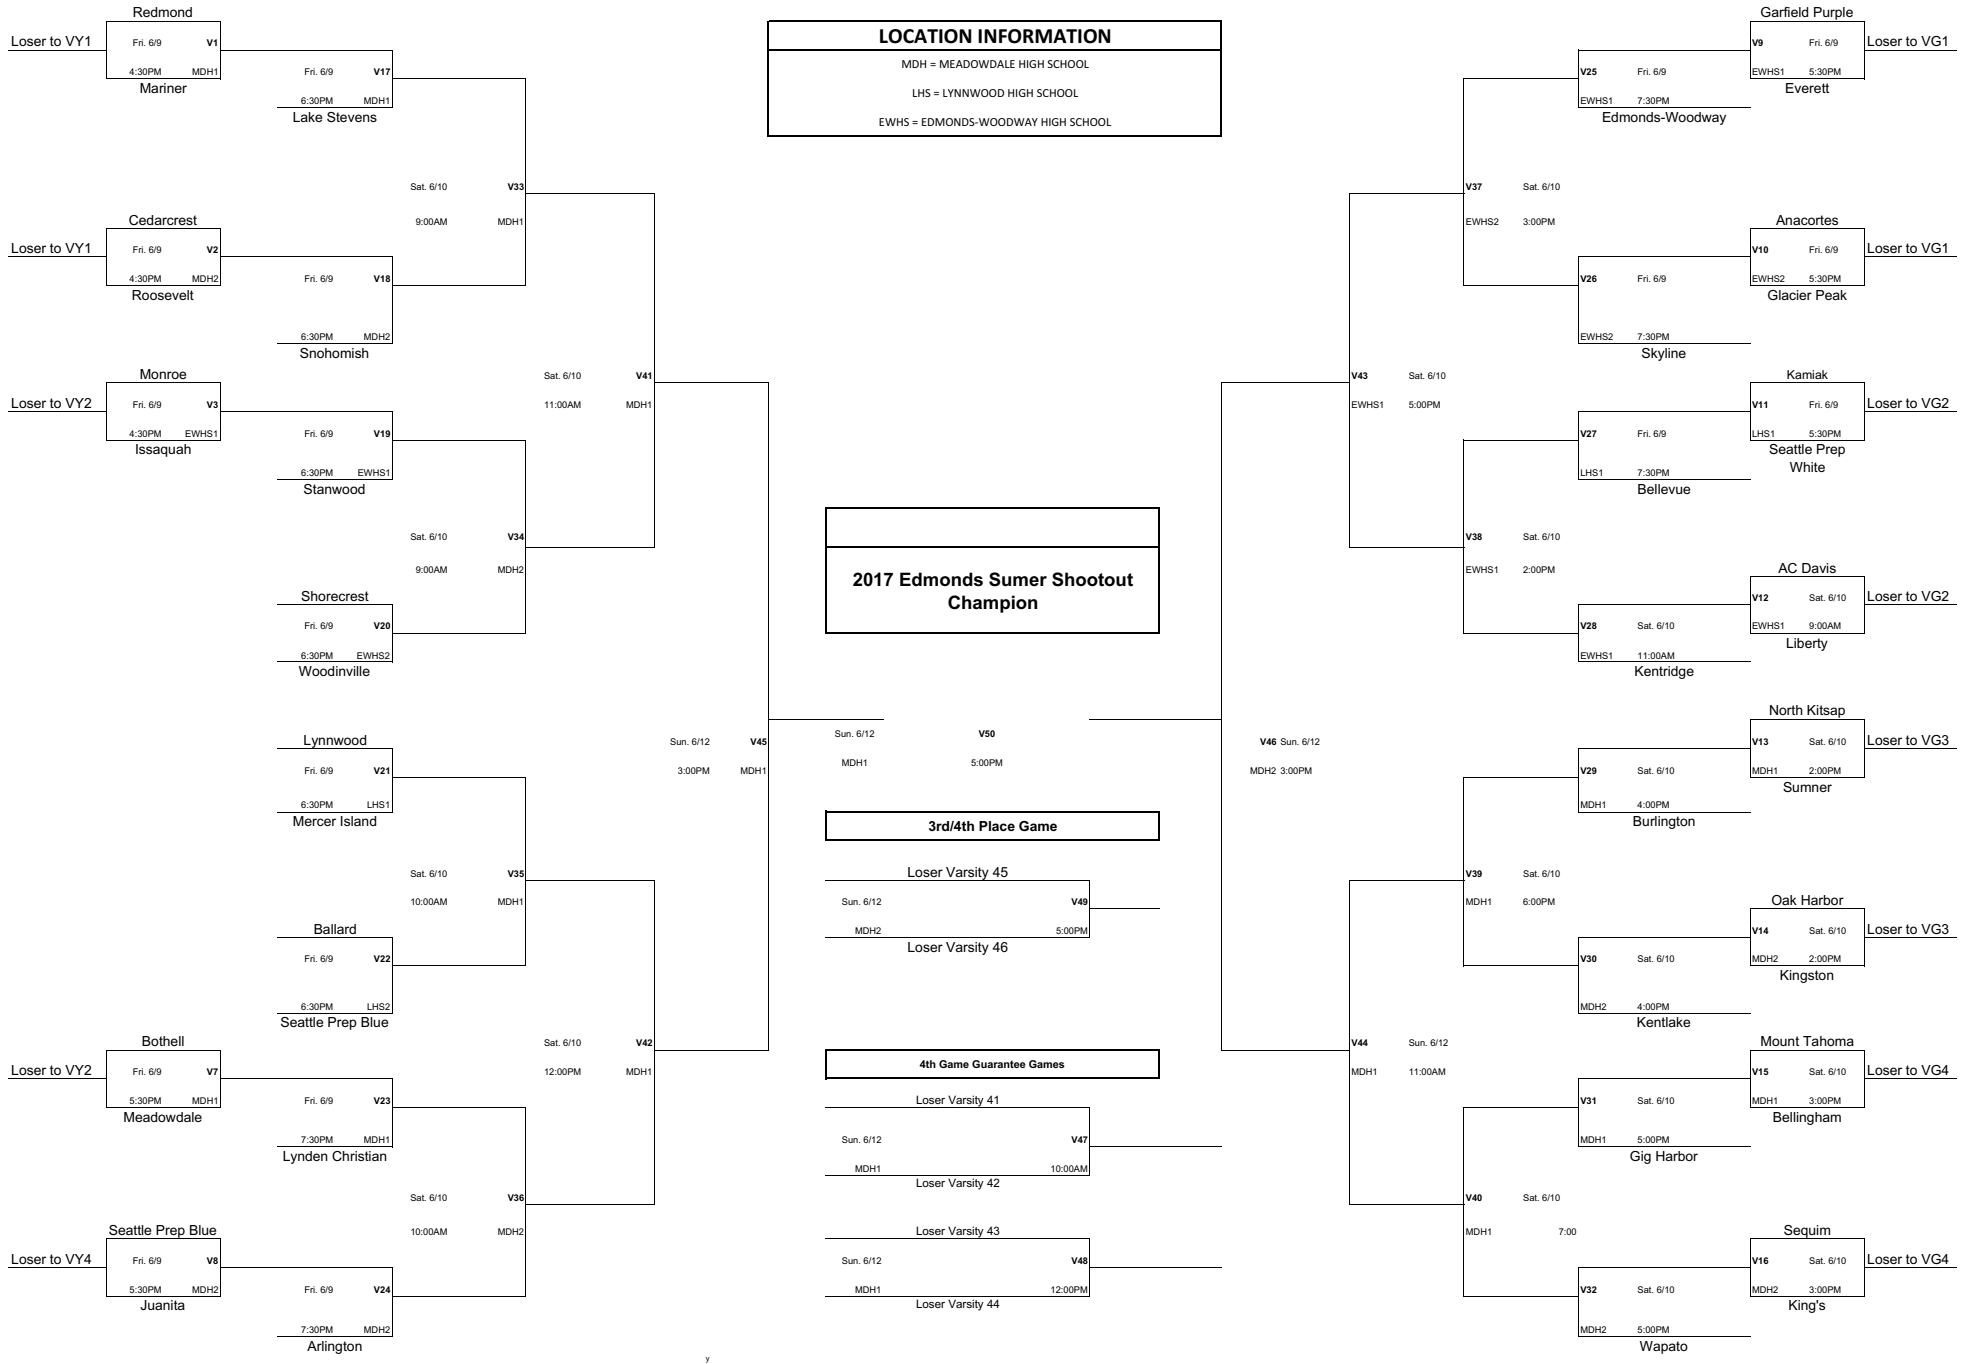 Redmond
Loser to VY1
Fri. 6/9 V1
4:30PM MDH1
Mariner
Fri. 6/9 V17
6:30PM MDH1
Lake Stevens
Sat. 6/10 V33
9:00AM MDH1
Cedarcrest
Loser to VY1
Fri. 6/9 V2
4:30PM MDH2
Roosevelt
Fri. 6/9 V18
6:30PM MDH2
Snohomish
Monroe
Loser to VY2
Fri. 6/9 V3
4:30PM EWHS1
Issaquah
Fri. 6/9 V19
6:30PM EWHS1
Stanwood
Sat. 6/10 V41
11:00AM MDH1
Sat. 6/10 V34
9:00AM MDH2
Shorecrest
Fri. 6/9 V20
6:30PM EWHS2
Woodinville
Lynnwood
Fri. 6/9 V21
6:30PM LHS1
Mercer Island
Sun. 6/12 V45
3:00PM MDH1
Sat. 6/10 V35
10:00AM MDH1
Ballard
Fri. 6/9 V22
6:30PM LHS2
Seattle Prep Blue
Bothell
Loser to VY2
Fri. 6/9 V7
5:30PM MDH1
Meadowdale
Fri. 6/9 V23
7:30PM MDH1
Lynden Christian
Sat. 6/10 V42
12:00PM MDH1
Sat. 6/10 V36
10:00AM MDH2
Seattle Prep Blue
Loser to VY4
Fri. 6/9 V8
5:30PM MDH2
Juanita
Fri. 6/9 V24
7:30PM MDH2
Arlington
LOCATION INFORMATION
MDH = MEADOWDALE HIGH SCHOOL
LHS = LYNNWOOD HIGH SCHOOL
EWHS = EDMONDS-WOODWAY HIGH SCHOOL
2017 Edmonds Sumer Shootout
Champion
Sun. 6/12 V50
MDH1 5:00PM
3rd/4th Place Game
Loser Varsity 45
Sun. 6/12 V49
MDH2 5:00PM
Loser Varsity 46
4th Game Guarantee Games
Loser Varsity 41
Sun. 6/12 V47
MDH1 10:00AM
Loser Varsity 42
Loser Varsity 43
Sun. 6/12 V48
MDH1 12:00PM
Loser Varsity 44
y
Garfield Purple
V9 Fri. 6/9
Loser to VG1
EWHS1 5:30PM
Everett
V25 Fri. 6/9
EWHS1 7:30PM
Edmonds-Woodway
V37 Sat. 6/10
EWHS2 3:00PM
Anacortes
V10 Fri. 6/9
Loser to VG1
EWHS2 5:30PM
Glacier Peak
V26 Fri. 6/9
EWHS2 7:30PM
Skyline
V43 Sat. 6/10
EWHS1 5:00PM
Kamiak
V11 Fri. 6/9
Loser to VG2
LHS1 5:30PM
Seattle Prep
White
V27 Fri. 6/9
LHS1 7:30PM
Bellevue
V38 Sat. 6/10
EWHS1 2:00PM
AC Davis
V12 Sat. 6/10
Loser to VG2
EWHS1 9:00AM
Liberty
V28 Sat. 6/10
EWHS1 11:00AM
Kentridge
V46 Sun. 6/12
MDH2 3:00PM
North Kitsap
V13 Sat. 6/10
Loser to VG3
MDH1 2:00PM
Sumner
V29 Sat. 6/10
MDH1 4:00PM
Burlington
V39 Sat. 6/10
MDH1 6:00PM
Oak Harbor
V14 Sat. 6/10
Loser to VG3
MDH2 2:00PM
Kingston
V30 Sat. 6/10
MDH2 4:00PM
Kentlake
V44 Sun. 6/12
MDH1 11:00AM
Mount Tahoma
V15 Sat. 6/10
Loser to VG4
MDH1 3:00PM
Bellingham
V31 Sat. 6/10
MDH1 5:00PM
Gig Harbor
V40 Sat. 6/10
MDH1 7:00
Sequim
V16 Sat. 6/10
Loser to VG4
MDH2 3:00PM
King's
V32 Sat. 6/10
MDH2 5:00PM
Wapato